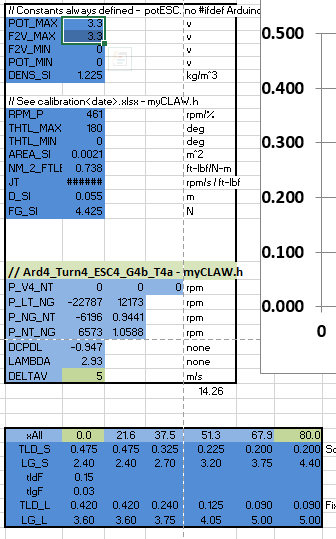 // Constants always defined - potESC. no #ifdef Arduin
POT_MAX 3.3 v
F2V_MAX 3.3 v
F2V_MIN 0 v
POT_MIN 0 v
DENS_SI 1.225 kg/m^3
// See calibration<date>.xlsx - myCLAW.h
RPM_P 461 rpm/%
THTL_MAX 180 deg
THTL_MIN 0 deg
AREA_SI 0.0021 m^2
NM_2_FTLE 0.738 ft-lbf/N-m
JT ###### rpm/s / ft-lbf
D_SI 0.055 m
FG_SI 4.425 N
// Ard4_Turn4_ESC4_G4b_T4a - myCLAW.h
P_V4_NT 0 0 0 rpm
P_LT_NG -22787 12173 rpm
P_NG_NT -6196 0.9441 rpm
P_NT_NG 6573 1.0588 rpm
DCPDL -0.947 none
LAMBDA 2.93 none
DELTAV 5 m/s
14.26
xAll 0.0 21.6 37.5 51.3 67.9 80.0
TLD_S 0.475 0.475 0.325 0.225 0.200 0.200 So
LG_S 2.40 2.40 2.70 3.20 3.75 4.40
tldF 0.15
tlgF 0.03
TLD_L 0.420 0.420 0.240 0.125 0.090 0.090 Fi
LG_L 3.60 3.60 3.75 4.05 5.00 5.00
0.500
0.400
0.300
0.200
0.100
0.000
0